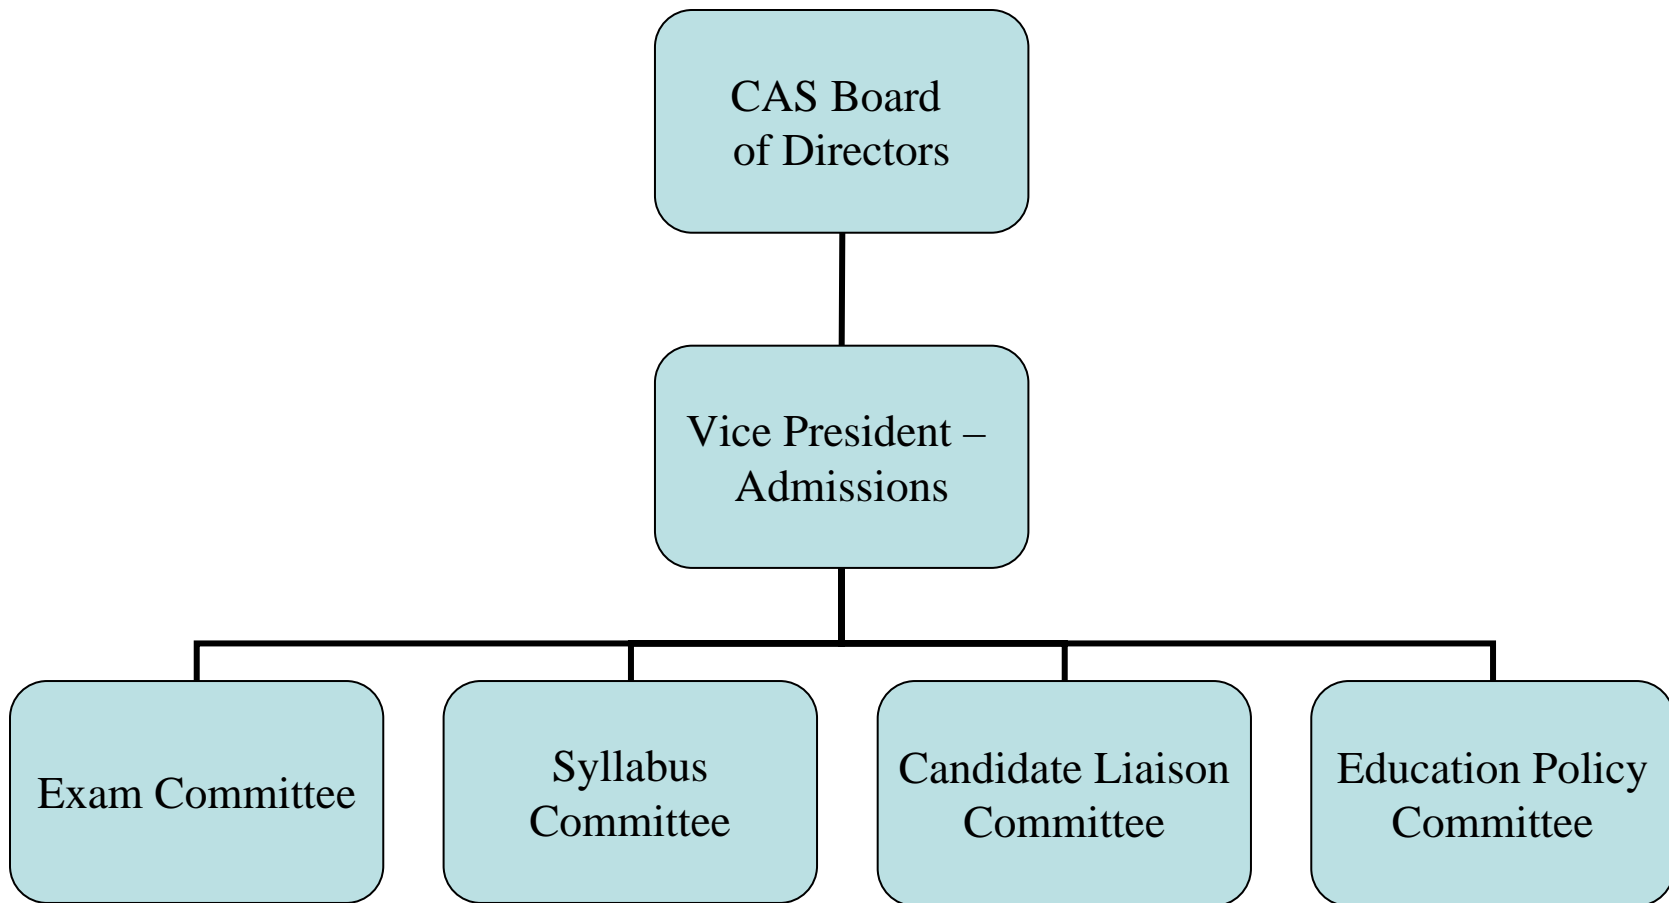 CAS Board
of Directors
Vice President –
Admissions
Exam Committee
Syllabus
Committee
Candidate Liaison
Committee
Education Policy
Committee